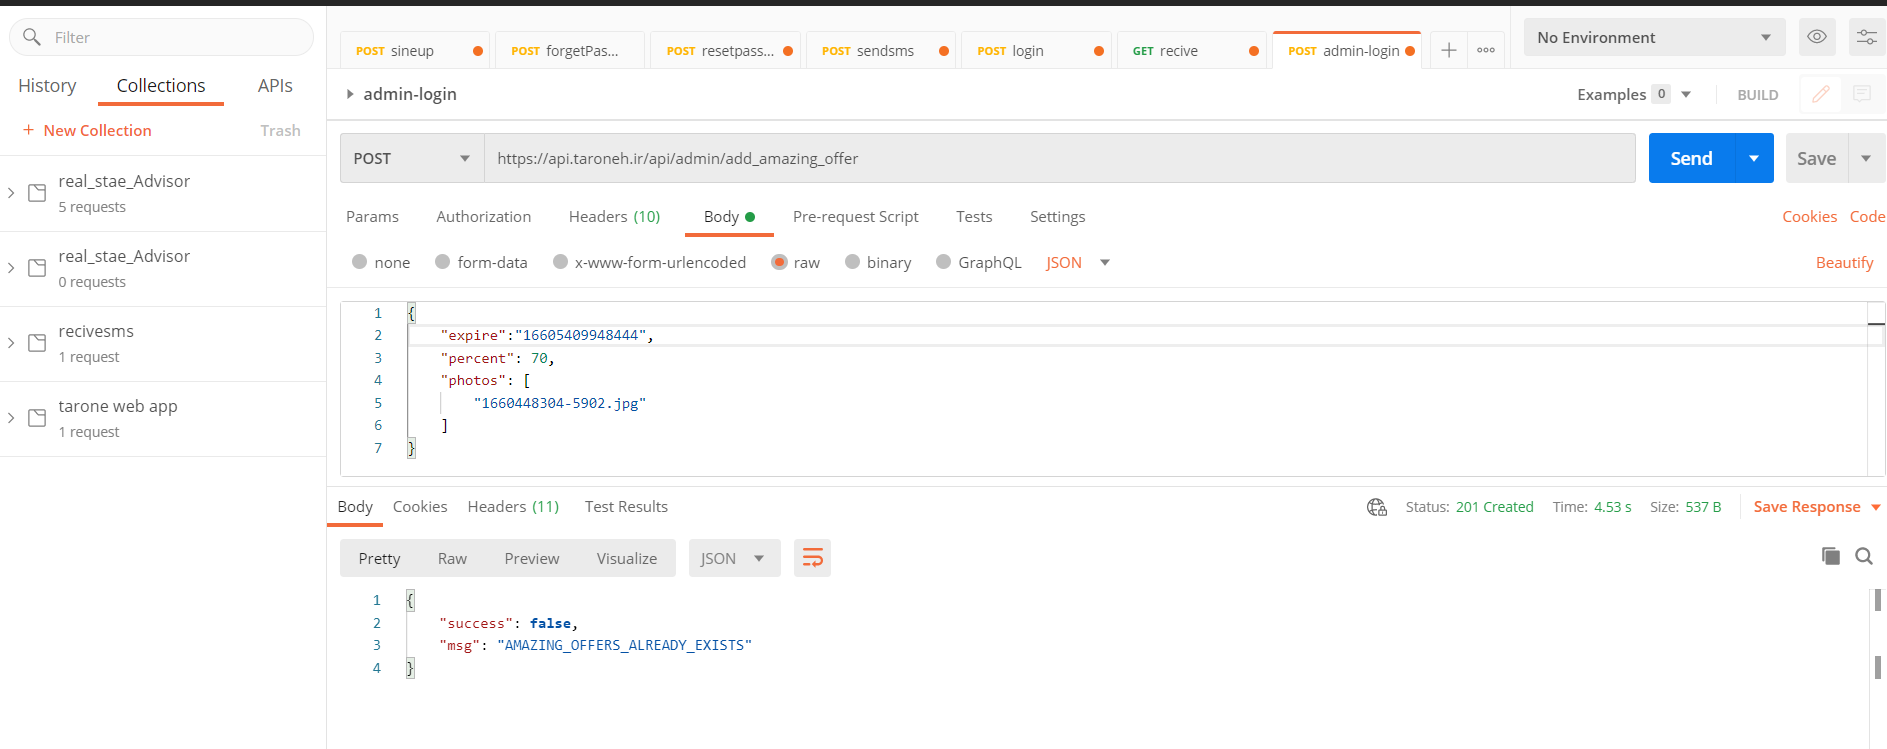 Filter
History Collections APIs
+ New Collection Trash
real_stae_Advisor
5 requests
real_stae_Advisor
0 requests
recivesms
1 request
tarone web app
1 request
POST sineup POST forgetPas... POST resetpass... POST sendsms POST login GET recive POST admin-login
No Environment
admin-login
Examples 0 BUILD
POST https://api.taroneh.ir/api/admin/add_amazing_offer Send Save
Params Authorization Headers (10) Body Pre-request Script Tests Settings Cookies Code
none form-data x-www-form-urlencoded raw binary GraphQL JSON Beautify
1 {
2 "expire":"16605409948444",
3 "percent": 70,
4 "photos": [
5 "1660448304-5902.jpg"
6 ]
7 }
Body Cookies Headers (11) Test Results Status: 201 Created Time: 4.53 s Size: 537 B Save Response
Pretty Raw Preview Visualize JSON
1 {
2 "success": false,
3 "msg": "AMAZING_OFFERS_ALREADY_EXISTS"
4 }